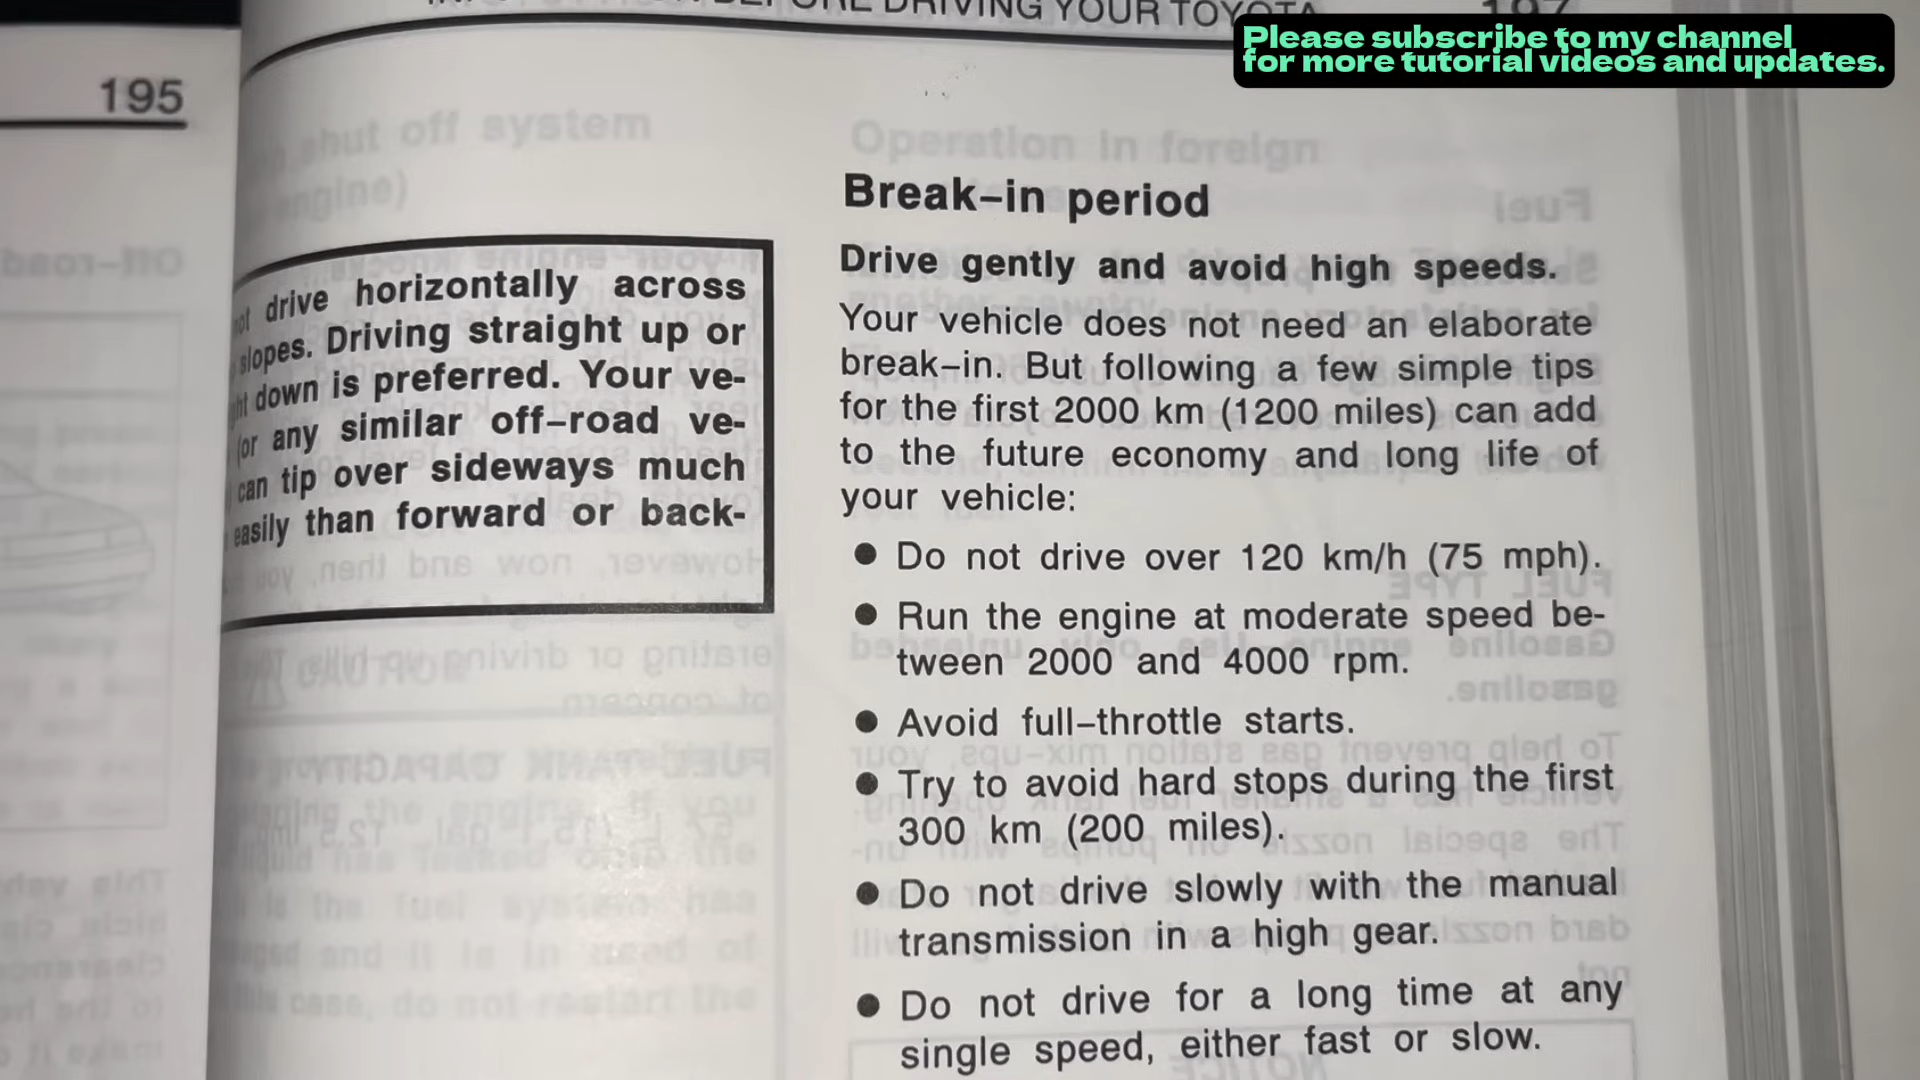 BEFORE DRIVING YOUR TOYOTA
197
Please subscribe to my channel
for more tutorial videos and updates.
195
drive horizontally across
slopes. Driving straight up or
down is preferred. Your ve-
(or any similar off-road ve-
can tip over sideways much
easily than forward or back-
Break-in period
Drive gently and avoid high speeds.
Your vehicle does not need an elaborate
break-in. But following a few simple tips
for the first 2000 km (1200 miles) can add
to the future economy and long life of
your vehicle:
● Do not drive over 120 km/h (75 mph).
● Run the engine at moderate speed be-
tween 2000 and 4000 rpm.
● Avoid full-throttle starts.
● Try to avoid hard stops during the first
300 km (200 miles).
● Do not drive slowly with the manual
transmission in a high gear.
● Do not drive for a long time at any
single speed, either fast or slow.